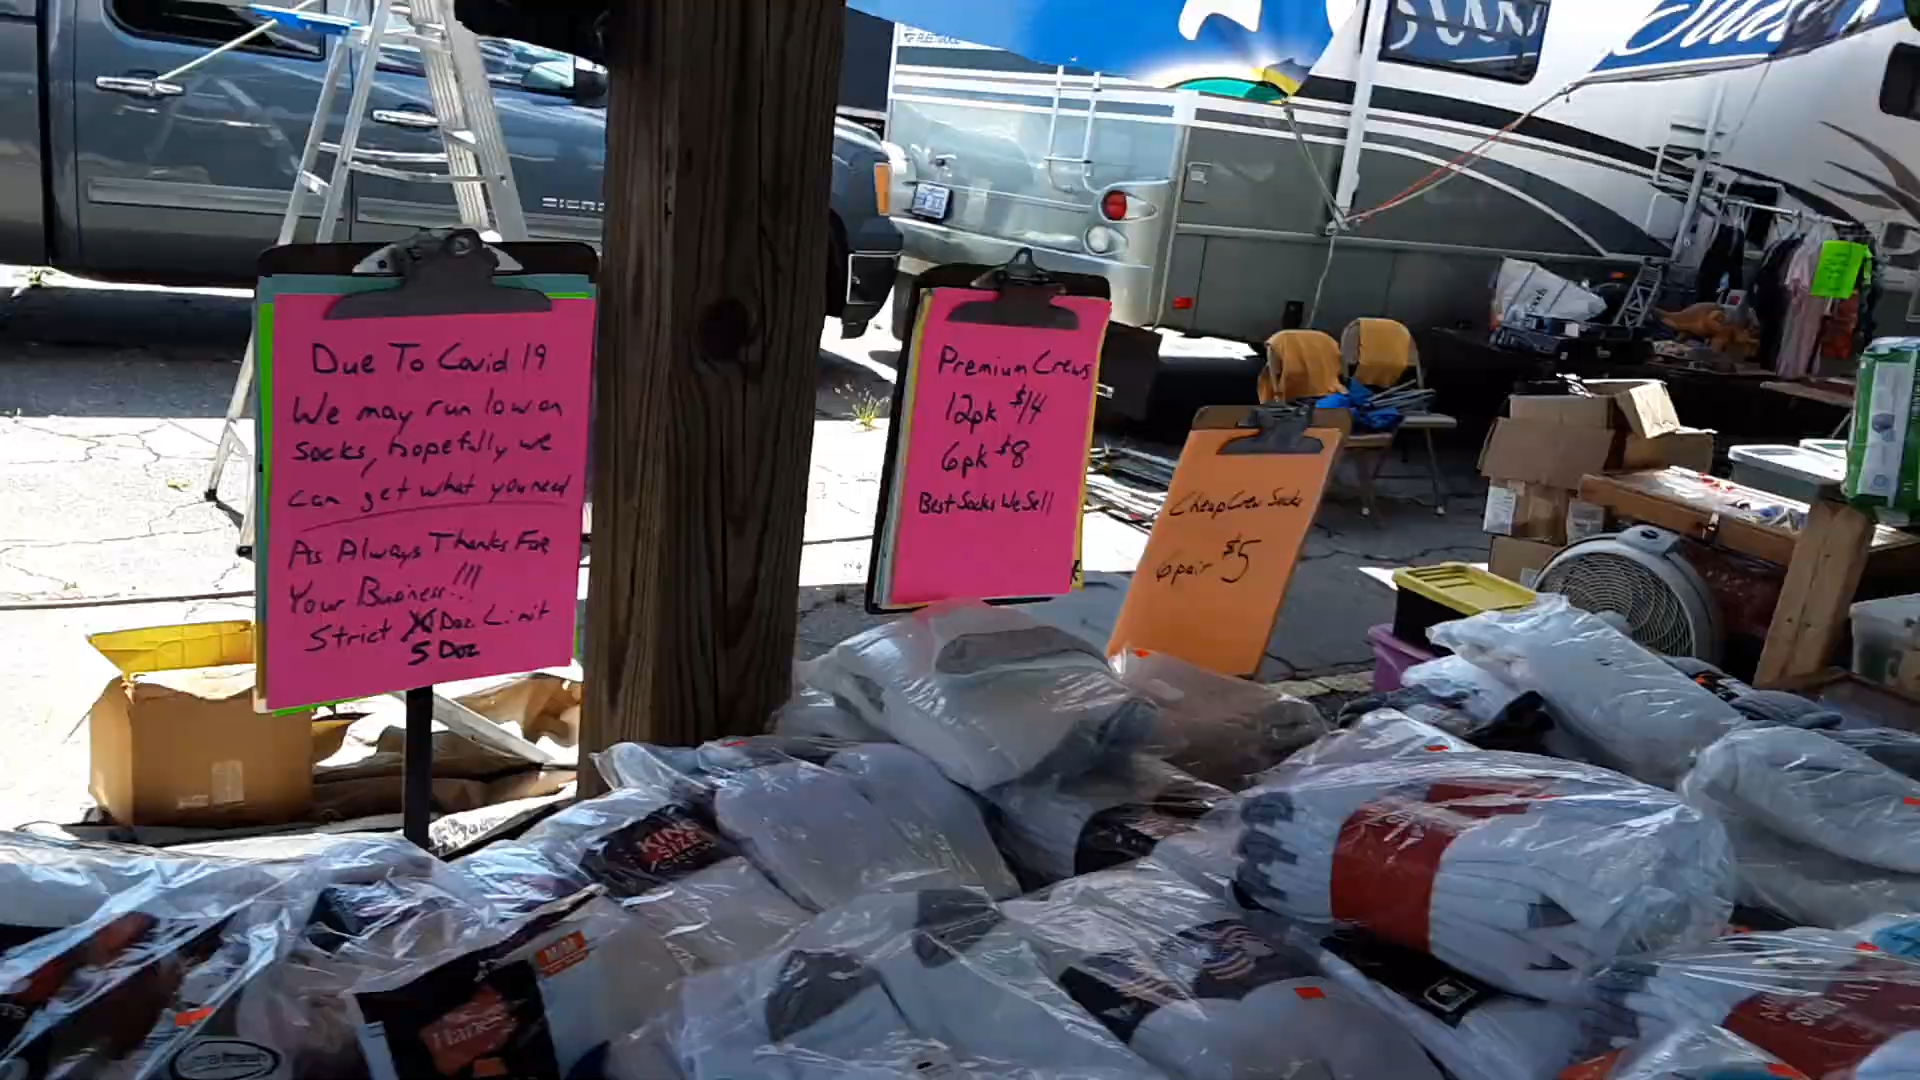 Due To Covid 19
We may run low on
socks, hopefully we
can get what you need
As Always Thanks For
Your Business!!!
Strict Doz. Limit
5 Doz
Premium Crews
12pk $14
6pk $8
Best Socks We Sell
Cheap Crew Socks
6 pair $5
SIERRA
KING
SIZE
Hanes